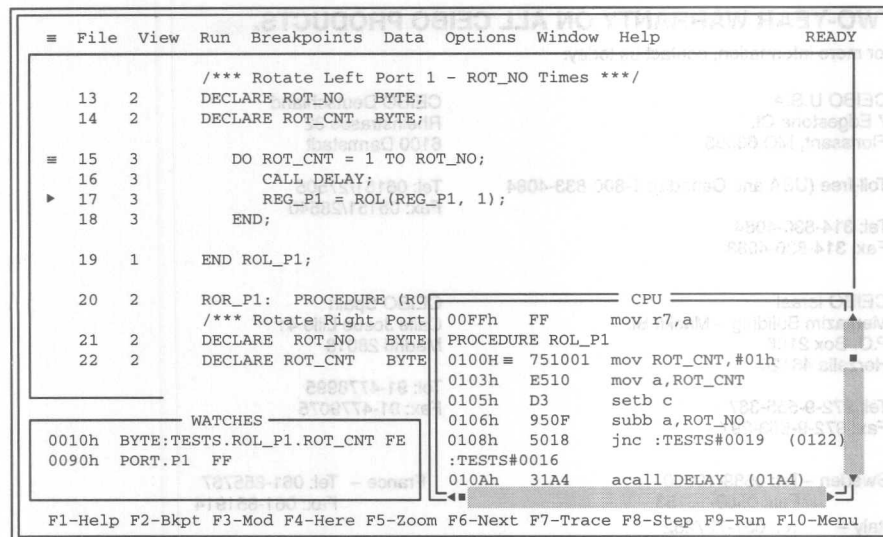 ≡ File View Run Breakpoints Data Options Window Help READY
/*** Rotate Left Port 1 - ROT_NO Times ***/
13 2 DECLARE ROT_NO BYTE;
14 2 DECLARE ROT_CNT BYTE;
≡ 15 3 DO ROT_CNT = 1 TO ROT_NO;
16 3 CALL DELAY;
▶ 17 3 REG_P1 = ROL(REG_P1, 1);
18 3 END;
19 1 END ROL_P1;
20 2 ROR_P1: PROCEDURE (RO
/*** Rotate Right Port
21 2 DECLARE ROT_NO BYTE
22 2 DECLARE ROT_CNT BYTE
CPU
00FFh FF mov r7,a
PROCEDURE ROL_P1
0100H ≡ 751001 mov ROT_CNT,#01h
0103h E510 mov a,ROT_CNT
0105h D3 setb c
0106h 950F subb a,ROT_NO
0108h 5018 jnc :TESTS#0019 (0122)
:TESTS#0016
010Ah 31A4 acall DELAY (01A4)
WATCHES
0010h BYTE:TESTS.ROL_P1.ROT_CNT FE
0090h PORT.P1 FF
F1-Help F2-Bkpt F3-Mod F4-Here F5-Zoom F6-Next F7-Trace F8-Step F9-Run F10-Menu